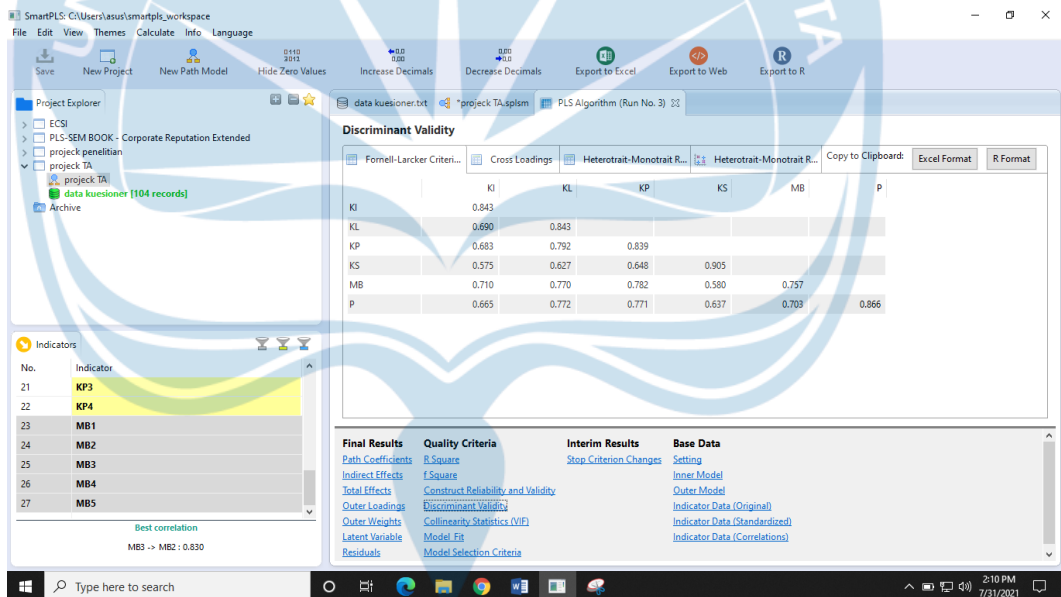 SmartPLS: C:\Users\asus\smartpls_workspace
File Edit View Themes Calculate Info Language
Save New Project New Path Model Hide Zero Values Increase Decimals Decrease Decimals Export to Excel Export to Web Export to R
Project Explorer
ECSI
PLS-SEM BOOK - Corporate Reputation Extended
projeck penelitian
projeck TA
projeck TA
data kuesioner [104 records]
Archive
Indicators
No. Indicator
21 KP3
22 KP4
23 MB1
24 MB2
25 MB3
26 MB4
27 MB5
Best correlation
MB3 -> MB2 : 0.830
data kuesioner.txt *projeck TA.splsm PLS Algorithm (Run No. 3)
Discriminant Validity
Fornell-Larcker Criteri... Cross Loadings Heterotrait-Monotrait R... Heterotrait-Monotrait R... Copy to Clipboard: Excel Format R Format
KI KL KP KS MB P
KI 0.843
KL 0.690 0.843
KP 0.683 0.792 0.839
KS 0.575 0.627 0.648 0.905
MB 0.710 0.770 0.782 0.580 0.757
P 0.665 0.772 0.771 0.637 0.703 0.866
Final Results Quality Criteria Interim Results Base Data
Path Coefficients R Square Stop Criterion Changes Setting
Indirect Effects f Square Inner Model
Total Effects Construct Reliability and Validity Outer Model
Outer Loadings Discriminant Validity Indicator Data (Original)
Outer Weights Collinearity Statistics (VIF) Indicator Data (Standardized)
Latent Variable Model_Fit Indicator Data (Correlations)
Residuals Model Selection Criteria
Type here to search
2:10 PM
7/31/2021